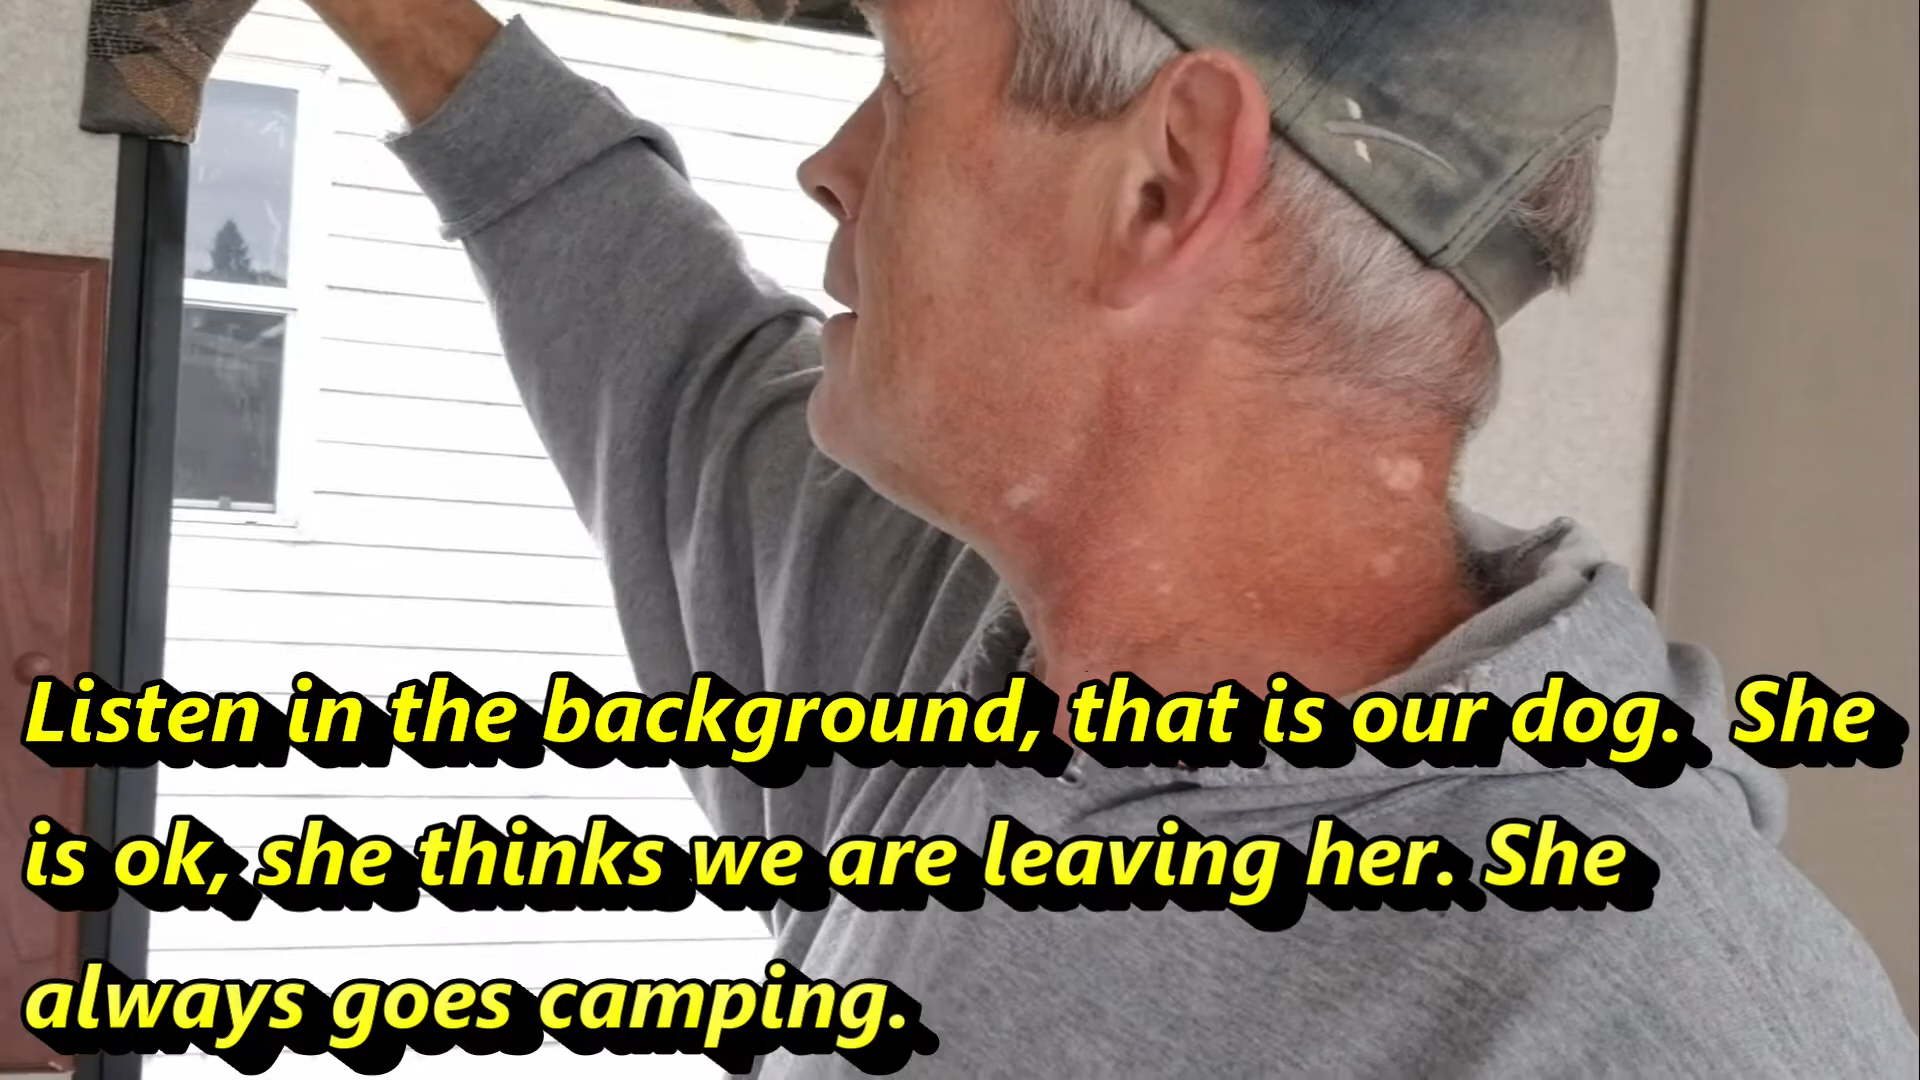 Listen in the background, that is our dog.  She
is ok, she thinks we are leaving her. She
always goes camping.